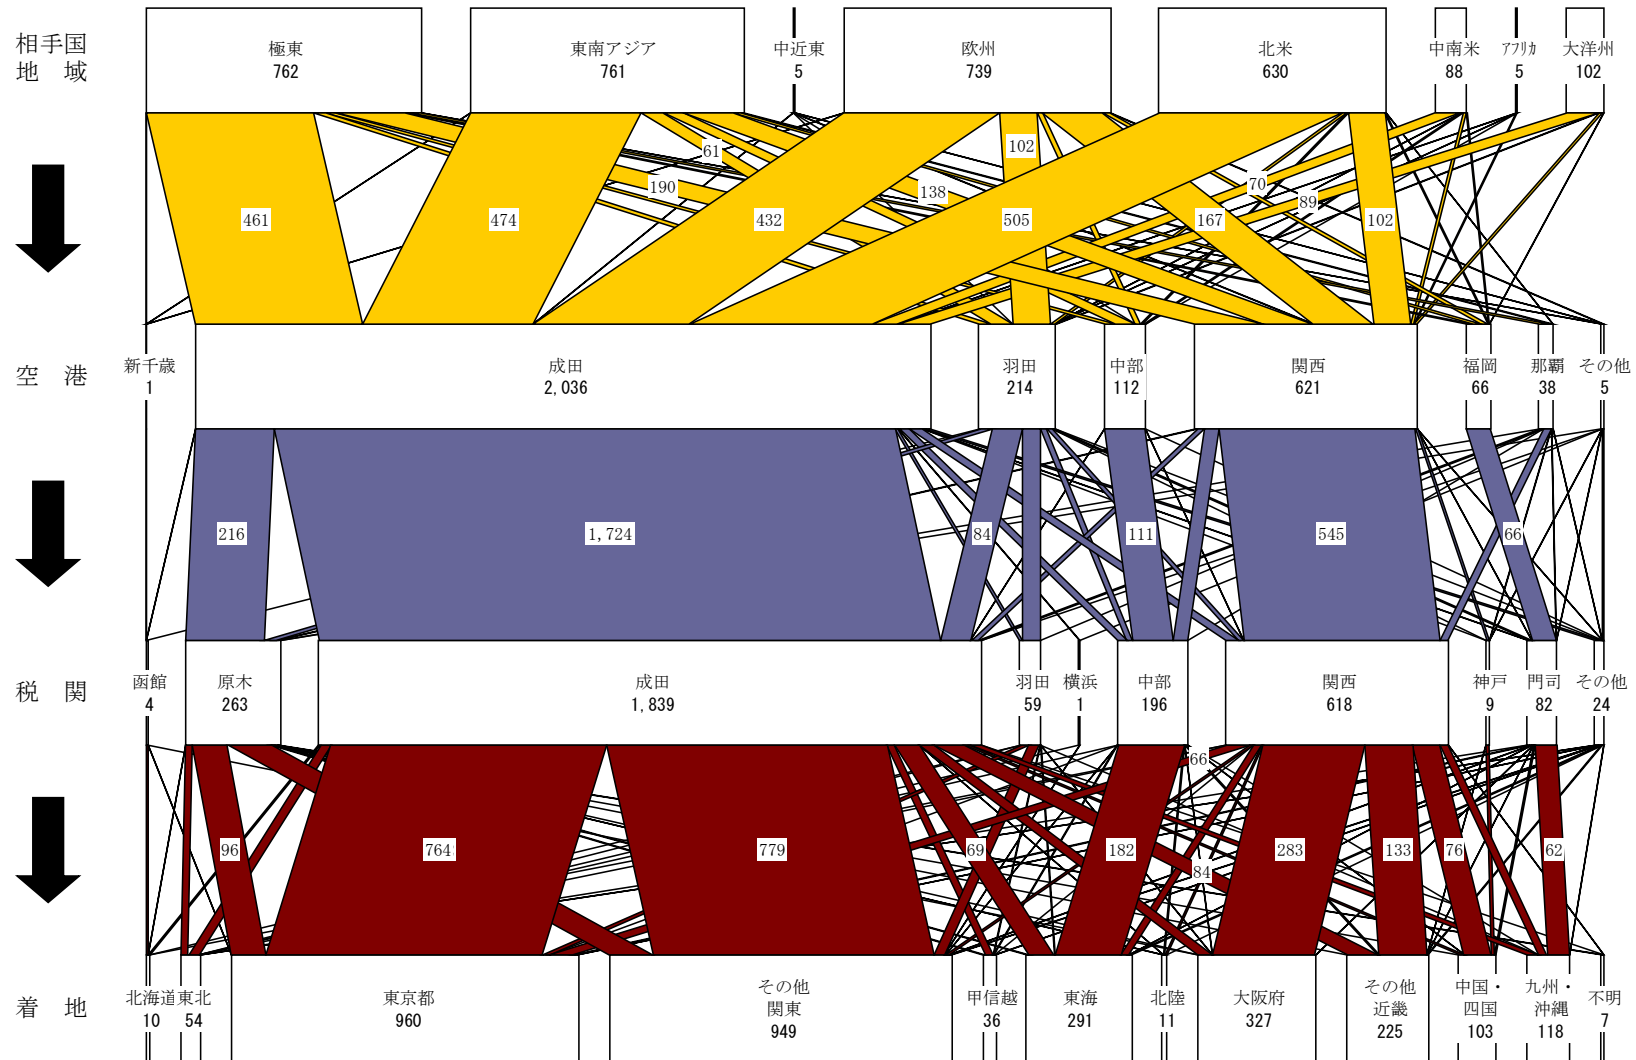 相手国
地　域
極東
762
東南アジア
761
中近東
5
欧州
739
北米
630
中南米
88
アフリカ
5
大洋州
102
61
190
102
138
70
89
461
474
432
505
167
102
空　港
新千歳
1
成田
2,036
羽田
214
中部
112
関西
621
福岡
66
那覇
38
その他
5
216
1,724
84
111
545
66
税　関
函館
4
原木
263
成田
1,839
羽田
59
横浜
1
中部
196
関西
618
神戸
9
門司
82
その他
24
66
96
764
779
69
182
84
283
133
76
62
着　地
北海道
10
東北
54
東京都
960
その他
関東
949
甲信越
36
東海
291
北陸
11
大阪府
327
その他
近畿
225
中国・
四国
103
九州・
沖縄
118
不明
7